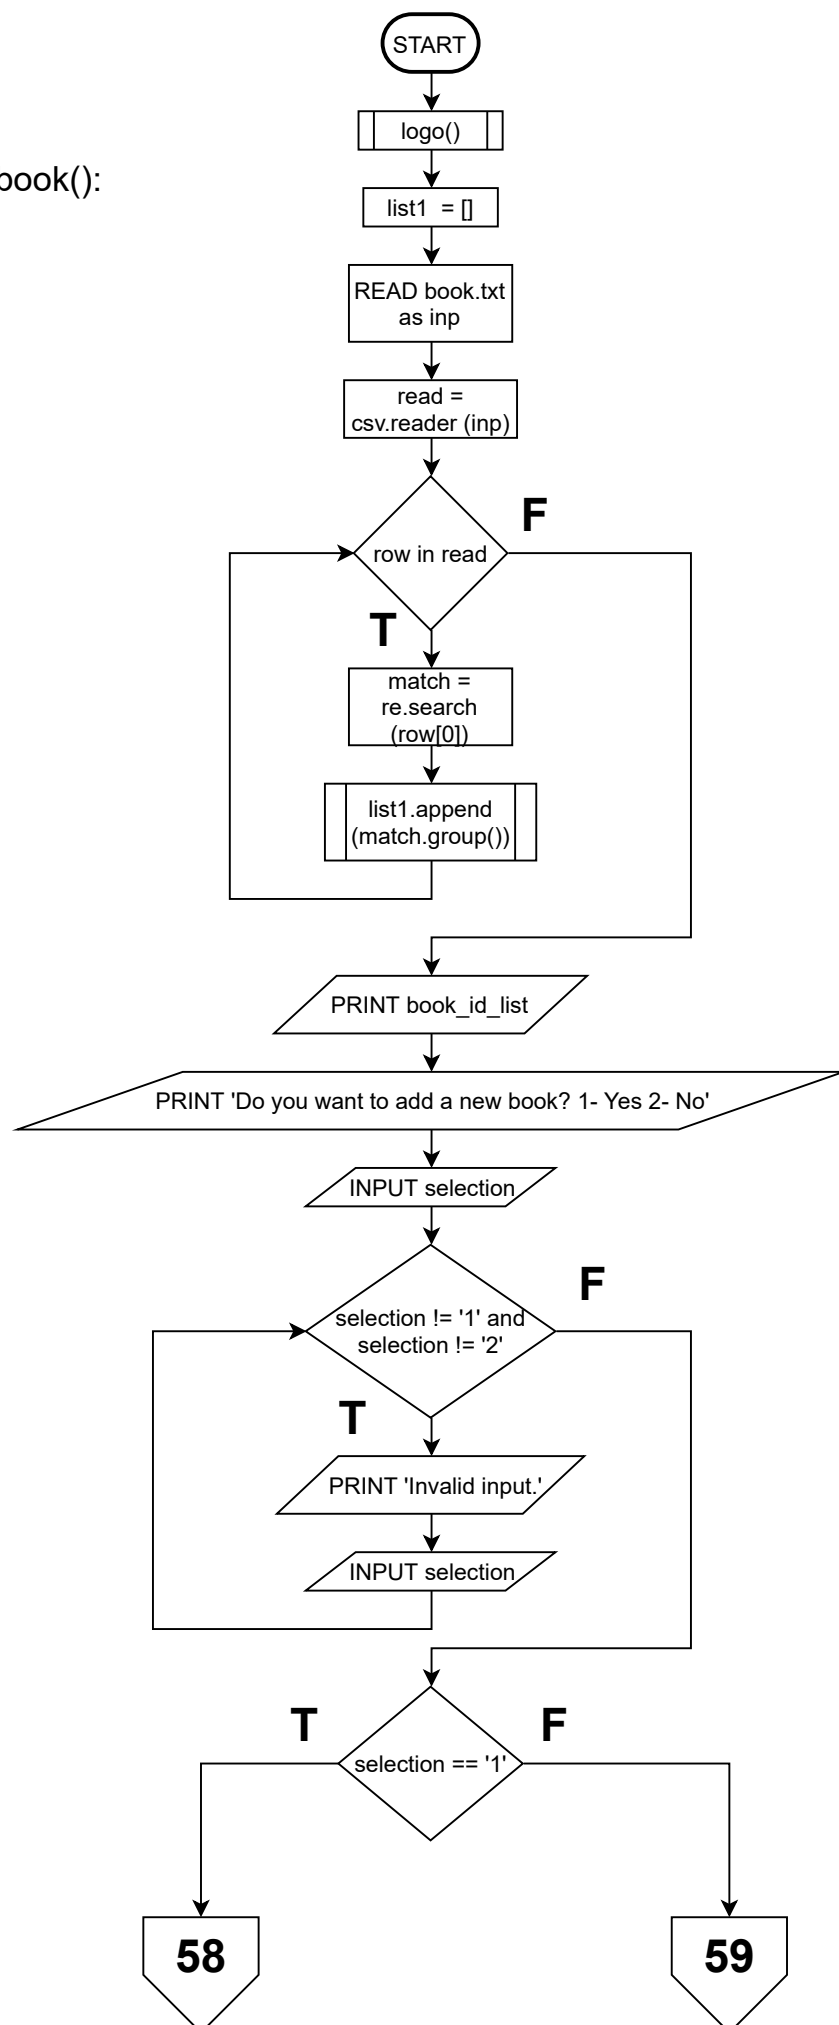 START
logo()
book():
list1 = []
READ book.txt
as inp
read =
csv.reader (inp)
F
row in read
T
match =
re.search
(row[0])
list1.append
(match.group())
PRINT book_id_list
PRINT 'Do you want to add a new book? 1- Yes 2- No'
INPUT selection
F
selection != '1' and
selection != '2'
T
PRINT 'Invalid input.'
INPUT selection
T
F
selection == '1'
58
59